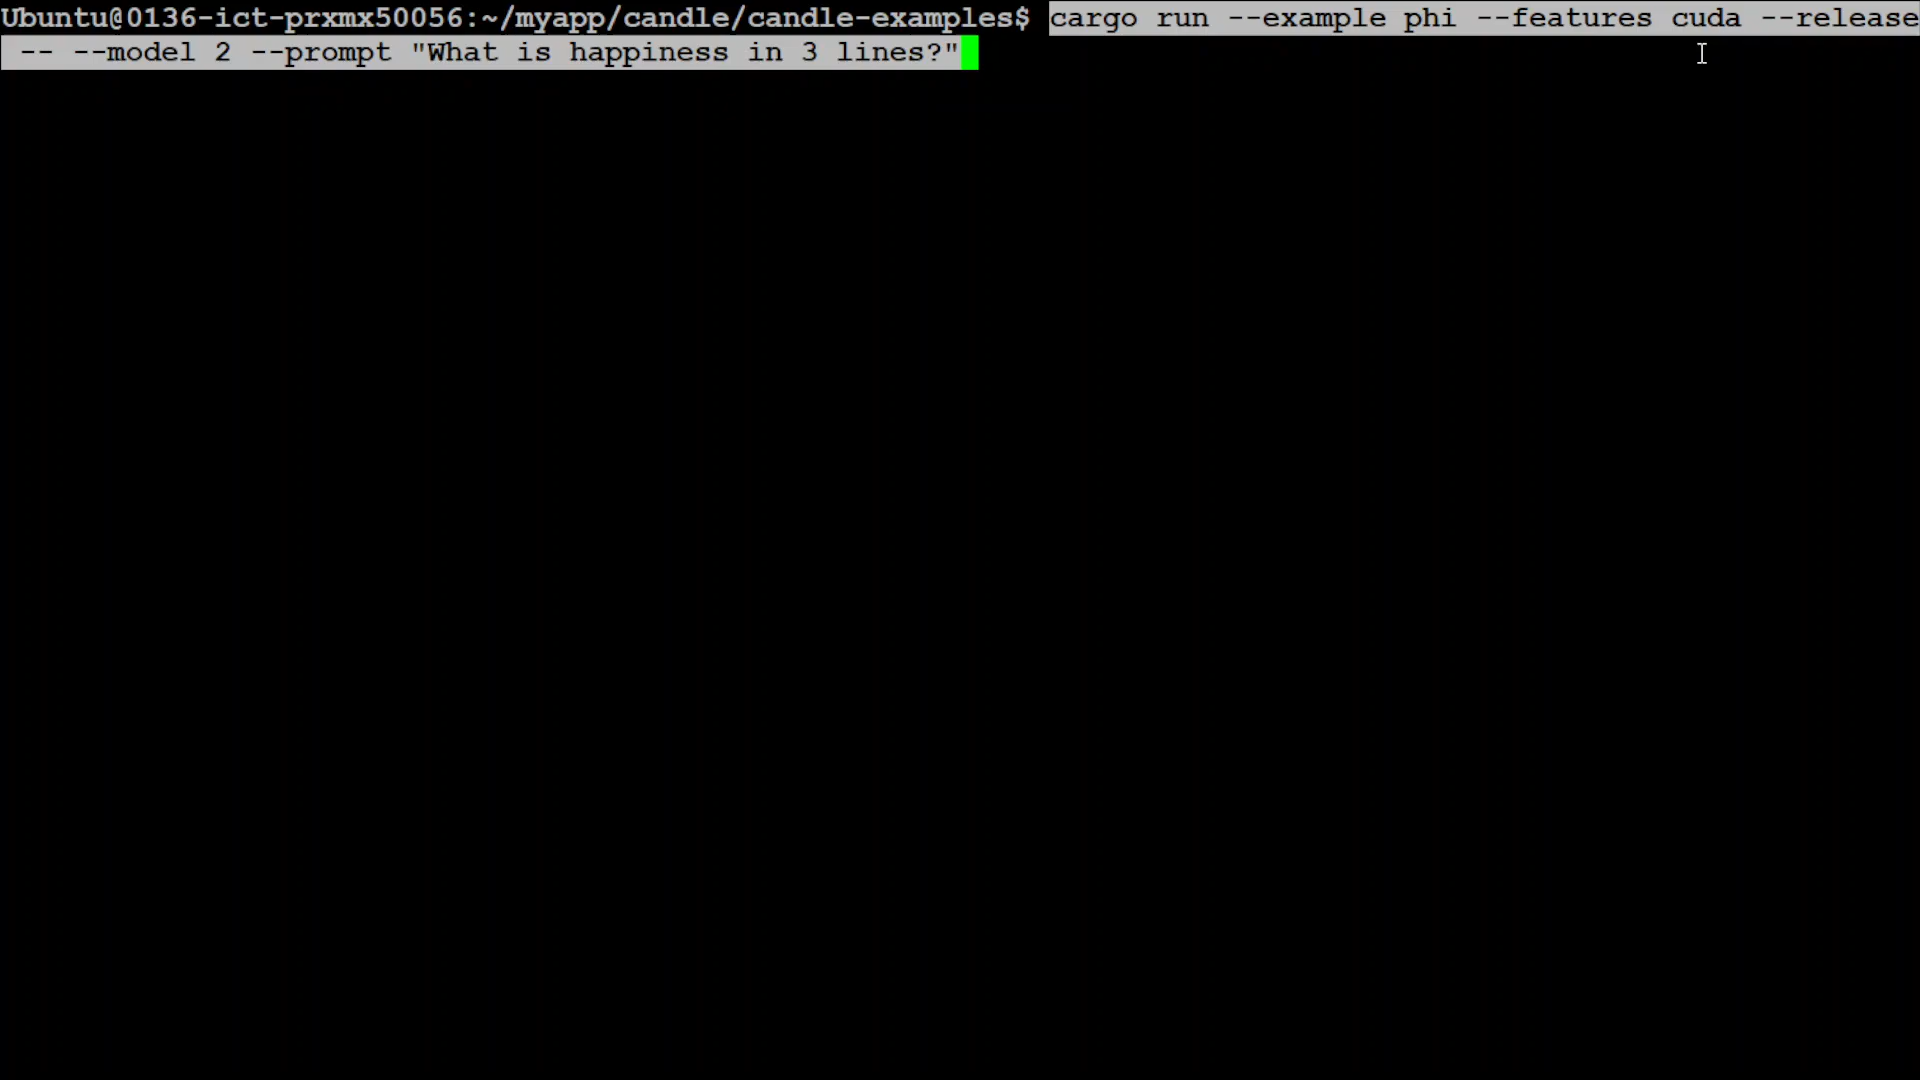 Ubuntu@0136-ict-prxmx50056:~/myapp/candle/candle-examples$ cargo run --example phi --features cuda --release
-- --model 2 --prompt "What is happiness in 3 lines?"